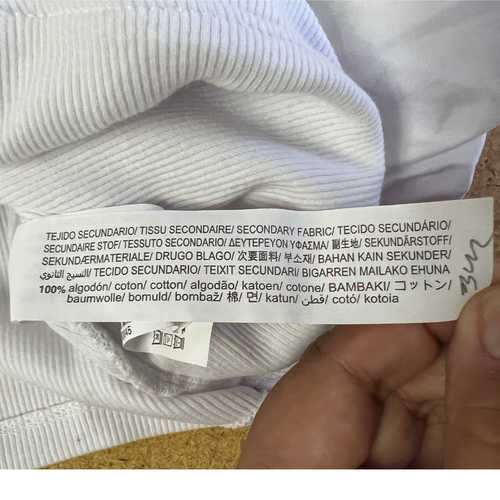 TEJIDO SECUNDARIO/ TISSU SECONDAIRE/ SECONDARY FABRIC/ TECIDO SECUNDÁRIO/
SECUNDAIRE STOF/ TESSUTO SECONDARIO/ ΔΕΥΤΕΡΕΥΟΝ ΥΦΑΣΜΑ/ 副生地/ SEKUNDÄRSTOFF/
SEKUNDÆRMATERIALE/ DRUGO BLAGO/ 次要面料/ 부소재/ BAHAN KAIN SEKUNDER/
النسيج الثانوي/ TECIDO SECUNDARIO/ TEIXIT SECUNDARI/ BIGARREN MAILAKO EHUNA
100% algodón/ coton/ cotton/ algodão/ katoen/ cotone/ BAMBAKI/ コットン/
baumwolle/ bomuld/ bombaž/ 棉/ 면/ katun/ قطن/ cotó/ kotoia